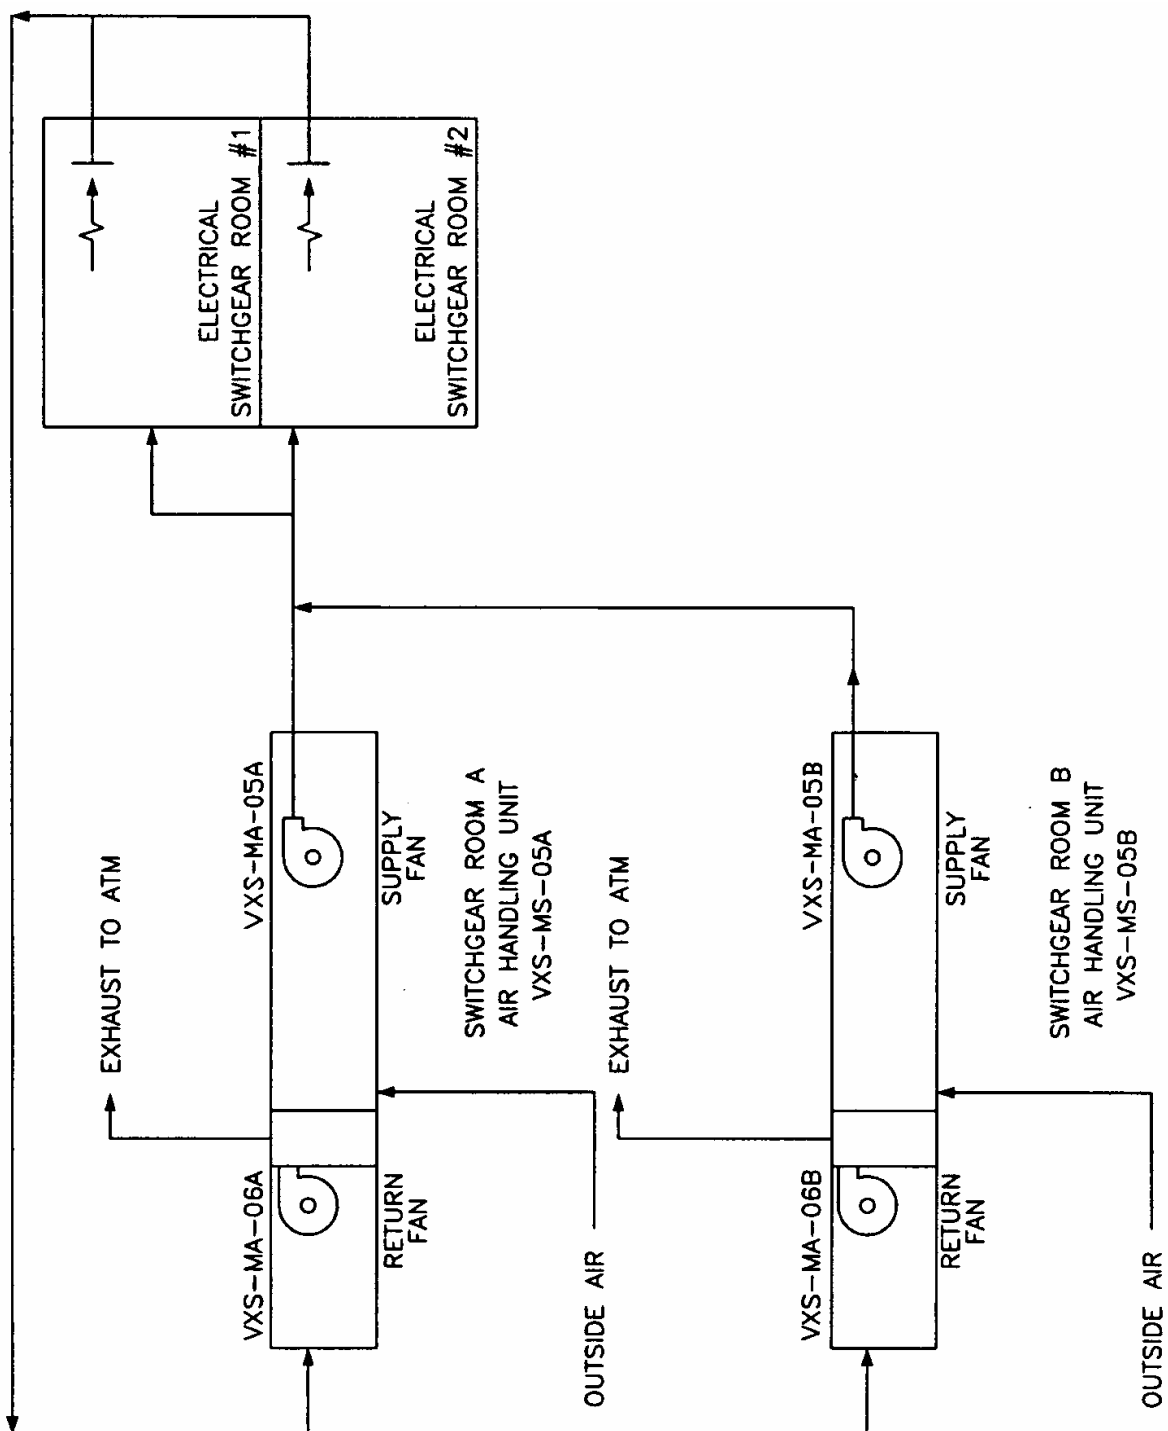 ELECTRICAL
SWITCHGEAR ROOM #1
ELECTRICAL
SWITCHGEAR ROOM #2
EXHAUST TO ATM
VXS-MA-06A
VXS-MA-05A
RETURN
FAN
SUPPLY
FAN
SWITCHGEAR ROOM A
AIR HANDLING UNIT
VXS-MS-05A
OUTSIDE AIR
EXHAUST TO ATM
VXS-MA-06B
VXS-MA-05B
RETURN
FAN
SUPPLY
FAN
SWITCHGEAR ROOM B
AIR HANDLING UNIT
VXS-MS-05B
OUTSIDE AIR